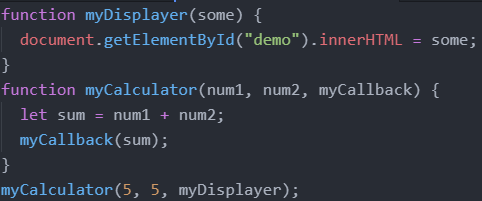 function myDisplayer(some) {
  document.getElementById("demo").innerHTML = some;
}
function myCalculator(num1, num2, myCallback) {
  let sum = num1 + num2;
  myCallback(sum);
}
myCalculator(5, 5, myDisplayer);